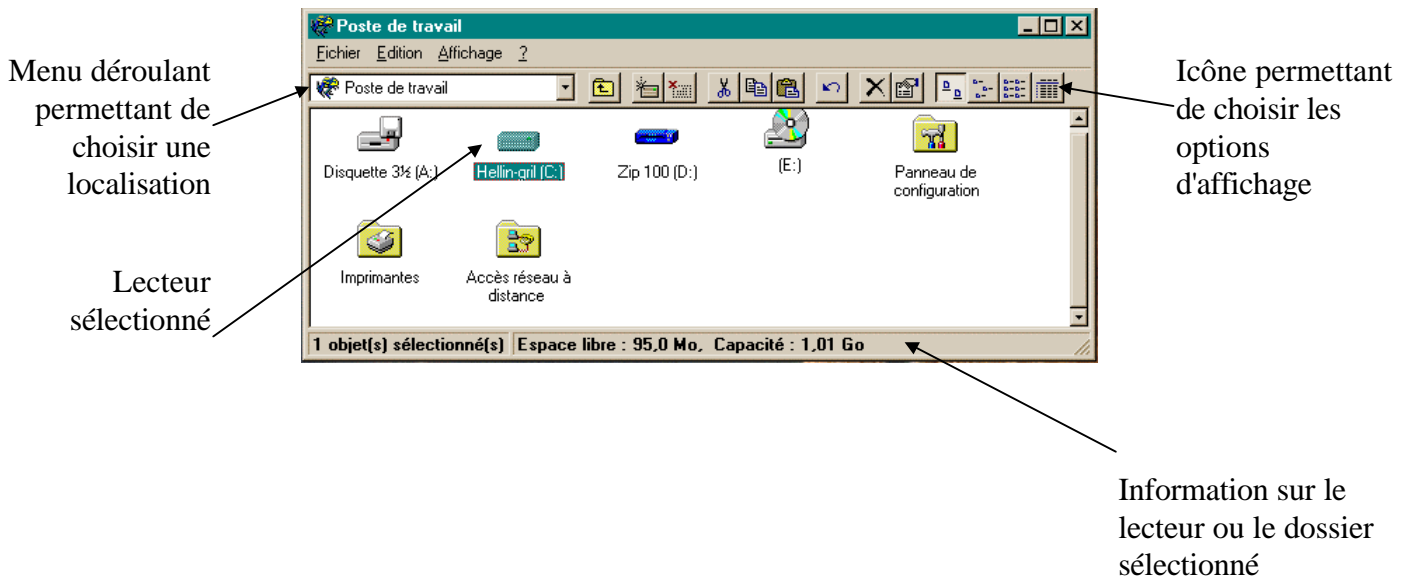 Poste de travail
Fichier Edition Affichage ?
Poste de travail
Disquette 3½ (A:)
Hellin-gril (C:)
Zip 100 (D:)
(E:)
Panneau de
configuration
Imprimantes
Accès réseau à
distance
1 objet(s) sélectionné(s) Espace libre : 95,0 Mo, Capacité : 1,01 Go
Menu déroulant
permettant de
choisir une
localisation
Lecteur
sélectionné
Icône permettant
de choisir les
options
d'affichage
Information sur le
lecteur ou le dossier
sélectionné